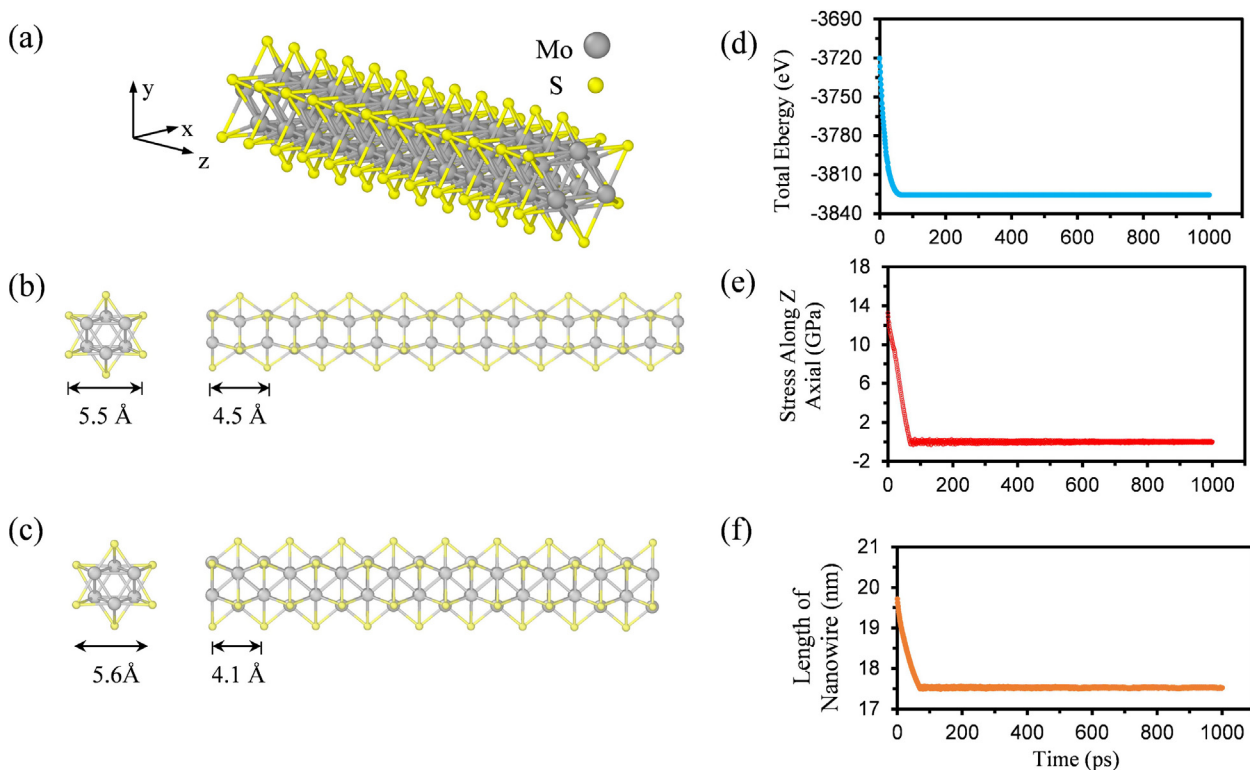 (a)
Mo
S
y
x
z
(b)
5.5 Å
4.5 Å
(c)
5.6Å
4.1 Å
(d)
Total Ebergy (eV)
-3690
-3720
-3750
-3780
-3810
-3840
0 200 400 600 800 1000
(e)
Stress Along Z
Axial (GPa)
18
14
10
6
2
-2
0 200 400 600 800 1000
(f)
Length of
Nanowire (nm)
21
20
19
18
17
0 200 400 600 800 1000
Time (ps)